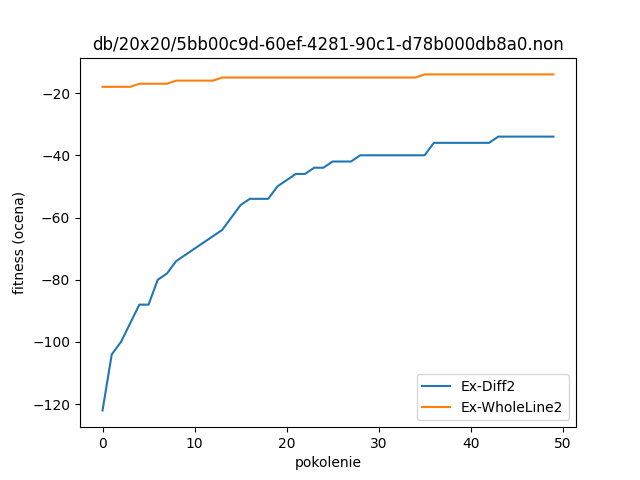 db/20x20/5bb00c9d-60ef-4281-90c1-d78b000db8a0.non
−20
−40
−60
−80
−100
−120
fitness (ocena)
Ex-Diff2
Ex-WholeLine2
0 10 20 30 40 50
pokolenie